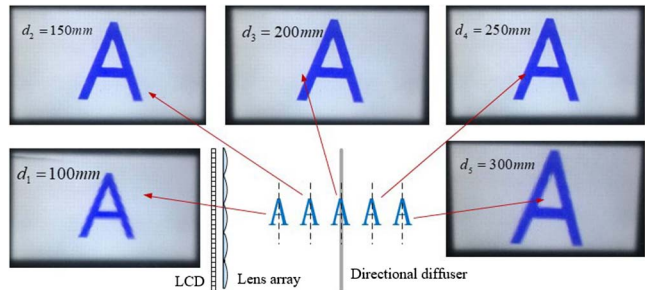 d₂ = 150mm
A
d₃ = 200mm
A
d₄ = 250mm
A
d₁ = 100mm
A
A A A A A
d₅ = 300mm
A
LCD
Lens array
Directional diffuser